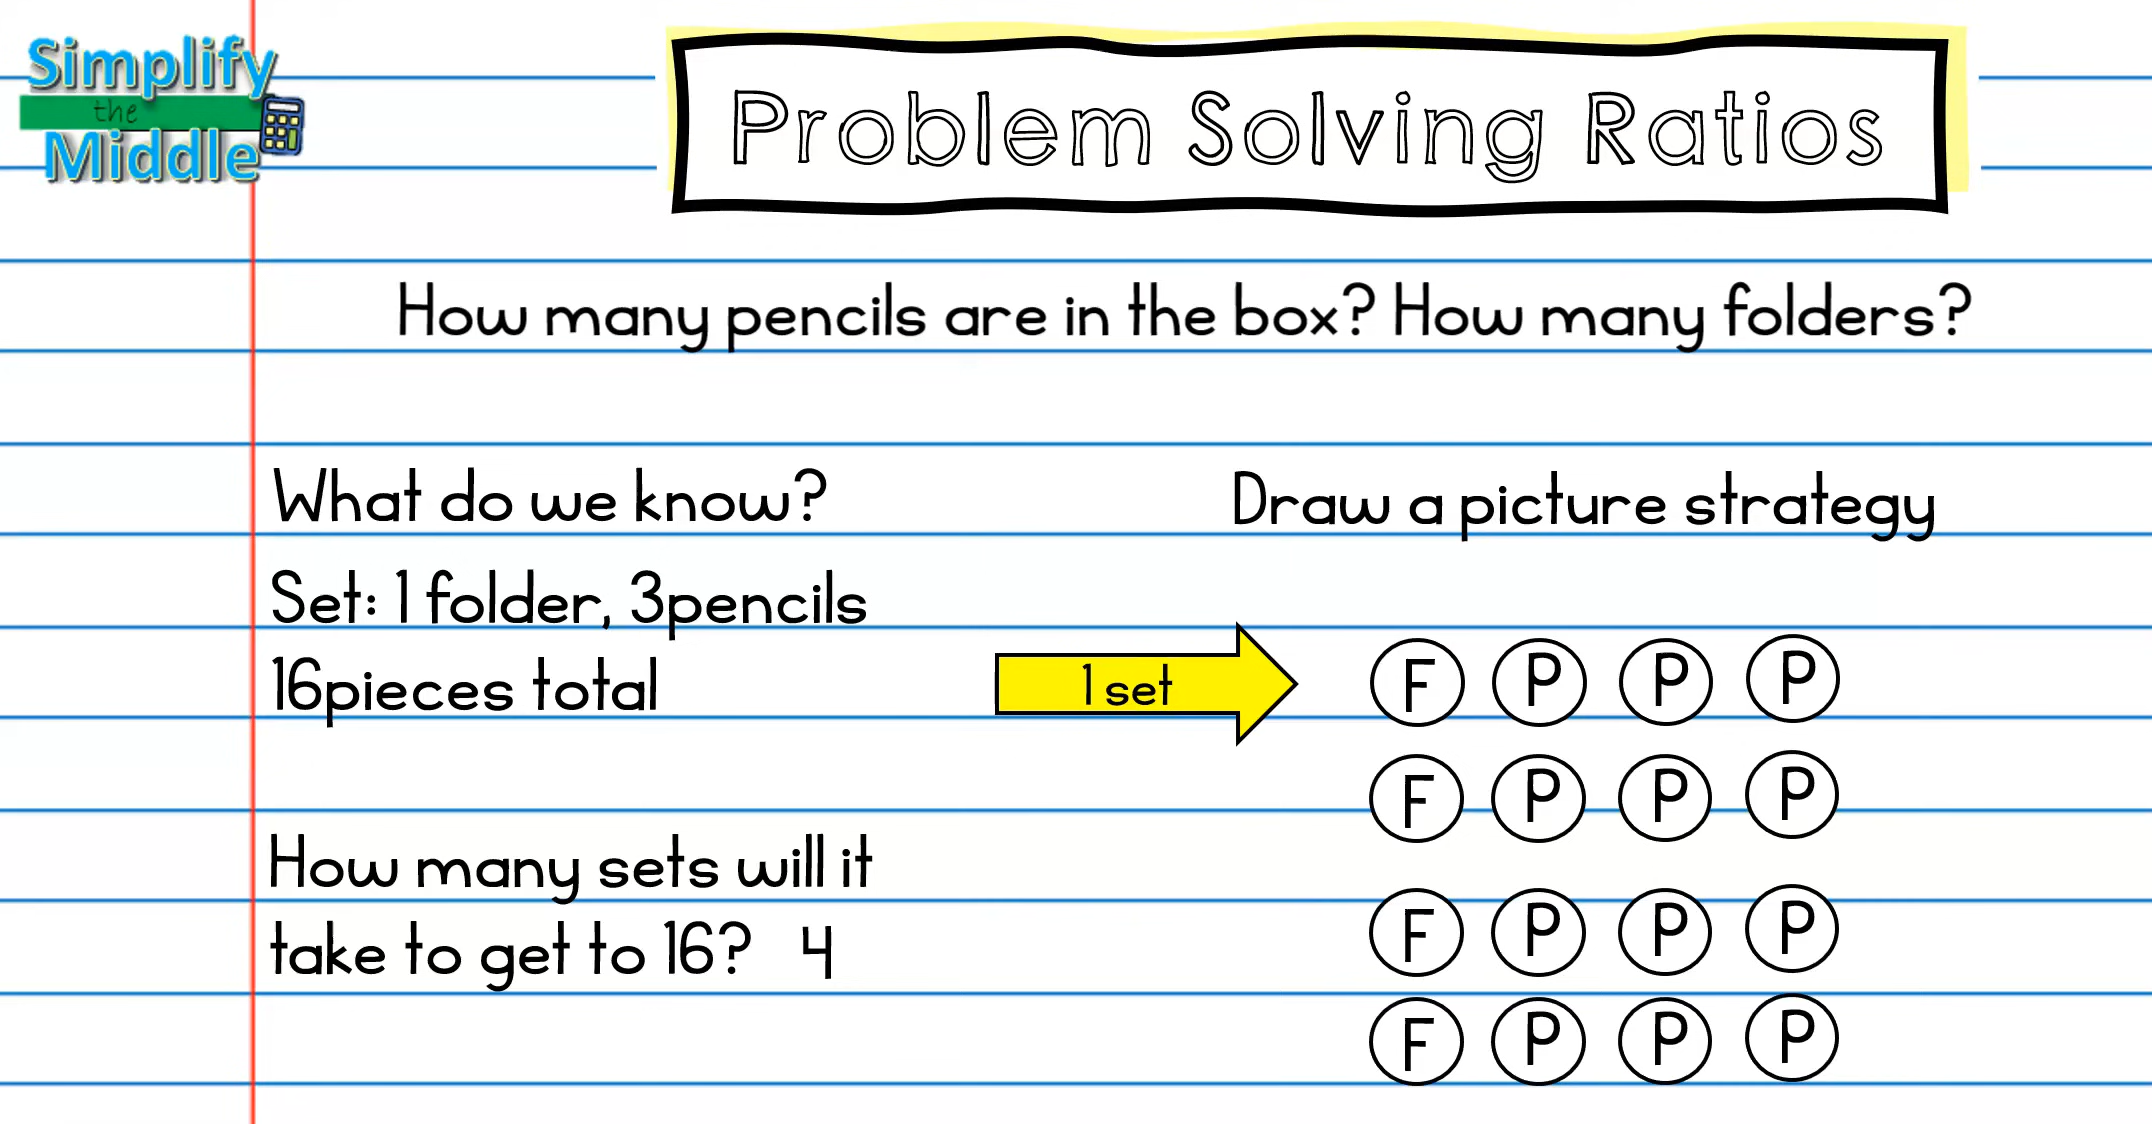 Simplify
the
Middle
Problem Solving Ratios
How many pencils are in the box? How many folders?
What do we know?
Draw a picture strategy
Set: 1 folder, 3pencils
16pieces total
1 set
F P P P
F P P P
How many sets will it
take to get to 16? 4
F P P P
F P P P